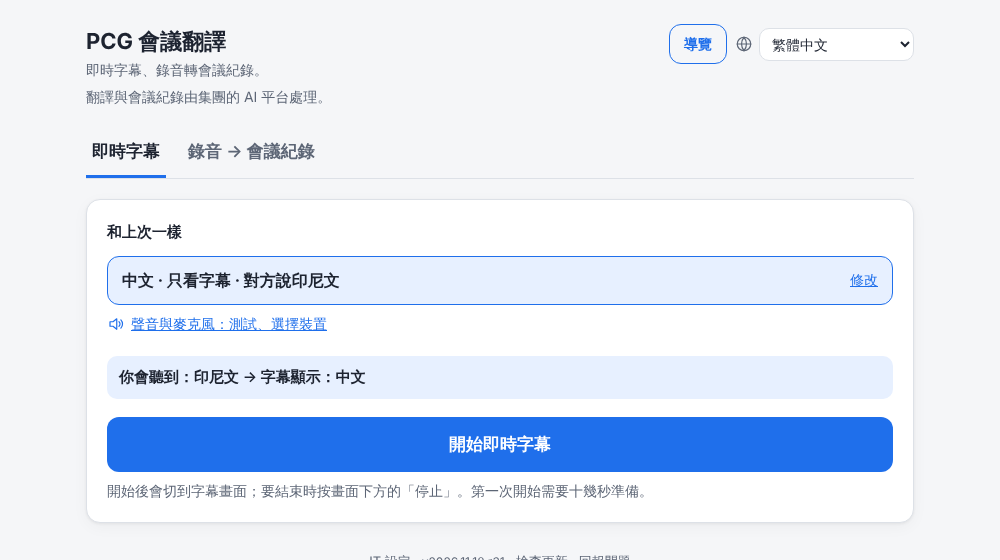 PCG 會議翻譯
導覽
繁體中文
即時字幕、錄音轉會議紀錄。
翻譯與會議紀錄由集團的 AI 平台處理。
即時字幕
錄音 → 會議紀錄
和上次一樣
中文 · 只看字幕 · 對方說印尼文
修改
聲音與麥克風：測試、選擇裝置
你會聽到：印尼文 → 字幕顯示：中文
開始即時字幕
開始後會切到字幕畫面；要結束時按畫面下方的「停止」。第一次開始需要十幾秒準備。